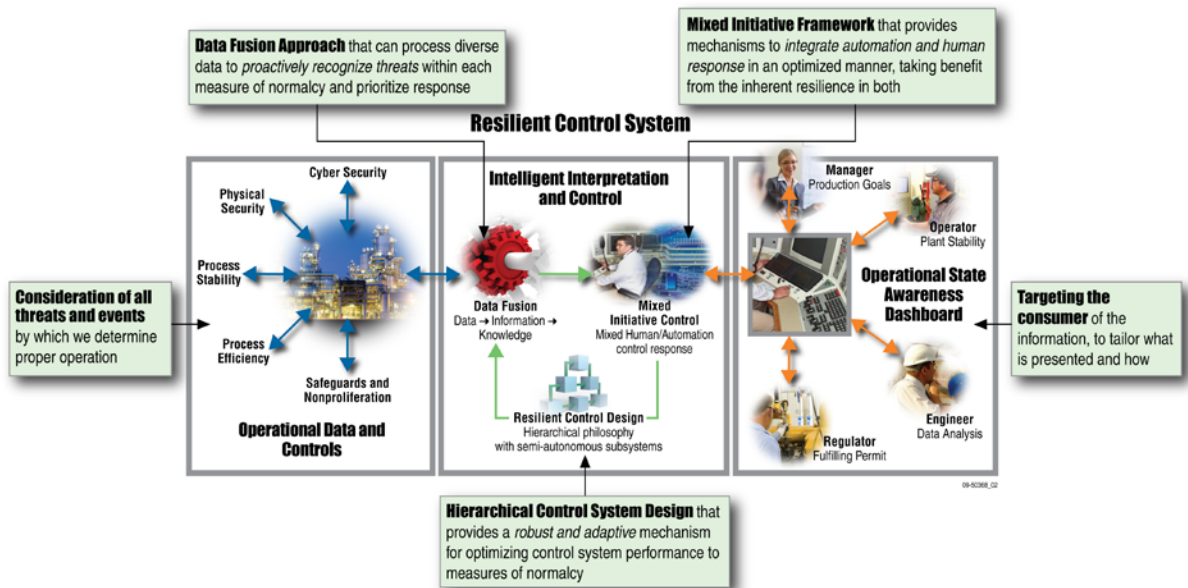 Data Fusion Approach that can process diverse
data to proactively recognize threats within each
measure of normalcy and prioritize response
Mixed Initiative Framework that provides
mechanisms to integrate automation and human
response in an optimized manner, taking benefit
from the inherent resilience in both
Resilient Control System
Consideration of all
threats and events
by which we determine
proper operation
Cyber Security
Physical
Security
Process
Stability
Process
Efficiency
Safeguards and
Nonproliferation
Operational Data and
Controls
Intelligent Interpretation
and Control
Data Fusion
Data → Information →
Knowledge
Mixed
Initiative Control
Mixed Human/Automation
control response
Resilient Control Design
Hierarchical philosophy
with semi-autonomous subsystems
Manager
Production Goals
Operator
Plant Stability
Operational State
Awareness
Dashboard
Engineer
Data Analysis
Regulator
Fulfilling Permit
Targeting the
consumer of the
information, to tailor what
is presented and how
09-50368_02
Hierarchical Control System Design that
provides a robust and adaptive mechanism
for optimizing control system performance to
measures of normalcy